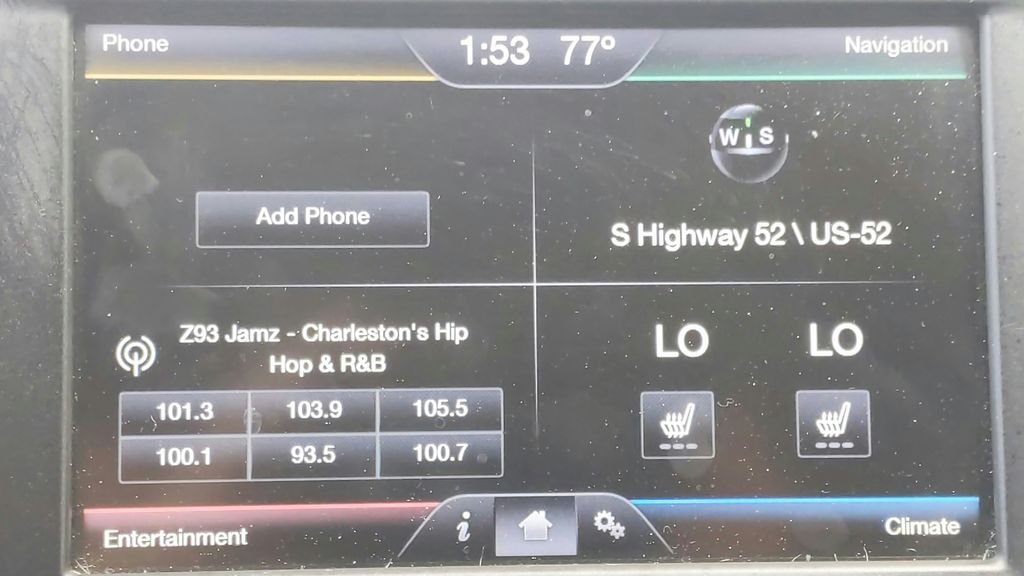 Phone
1:53 77°
Navigation
W S
Add Phone
S Highway 52 \ US-52
Z93 Jamz - Charleston's Hip
Hop & R&B
LO LO
101.3 103.9 105.5
100.1 93.5 100.7
Entertainment
i
Climate